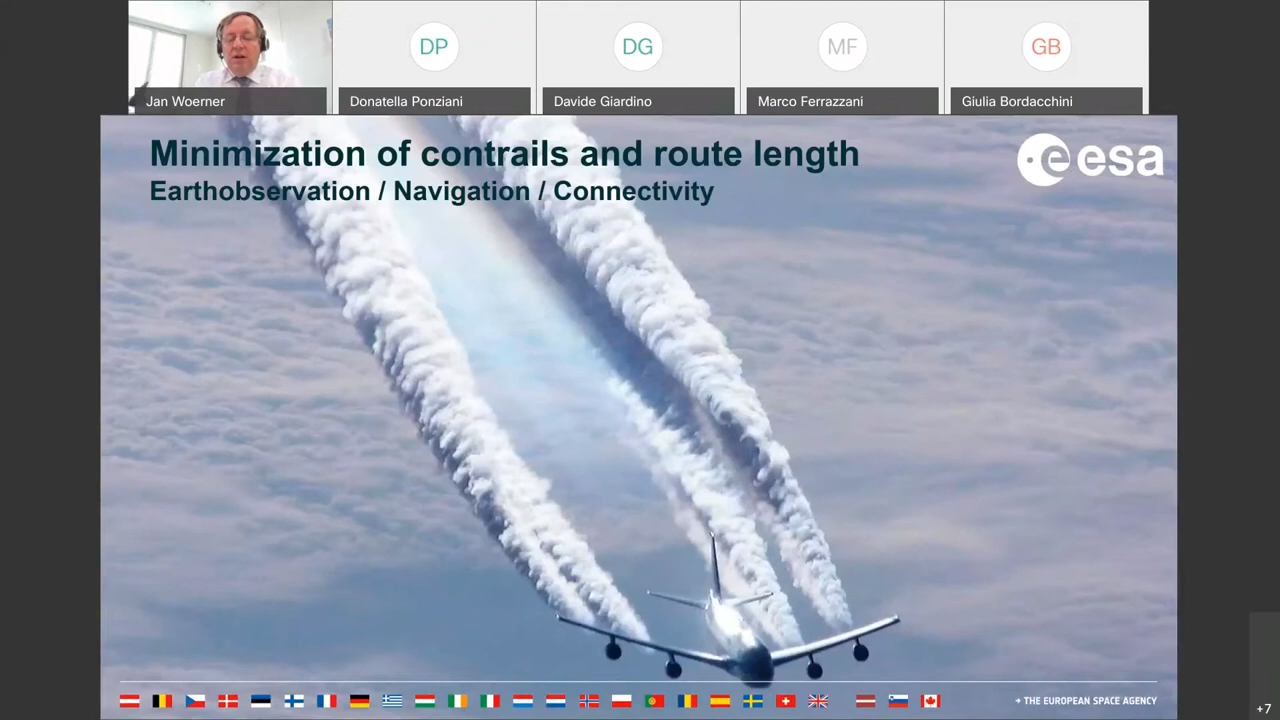 DP
DG
MF
GB
Jan Woerner
Donatella Ponziani
Davide Giardino
Marco Ferrazzani
Giulia Bordacchini
Minimization of contrails and route length
Earthobservation / Navigation / Connectivity
esa
→ THE EUROPEAN SPACE AGENCY
+7